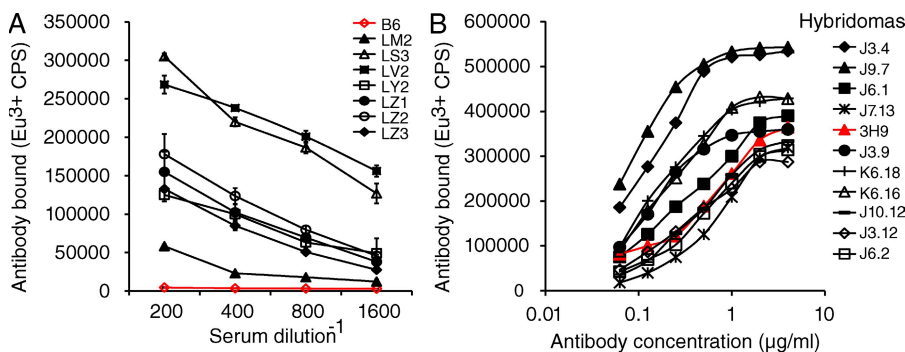 A
350000
300000
250000
200000
150000
100000
50000
0
Antibody bound (Eu3+ CPS)
200 400 800 1600
Serum dilution-1
B6
LM2
LS3
LV2
LY2
LZ1
LZ2
LZ3
B
600000
500000
400000
300000
200000
100000
0
Antibody bound (Eu3+ CPS)
0.01 0.1 1 10
Antibody concentration (µg/ml)
Hybridomas
J3.4
J9.7
J6.1
J7.13
3H9
J3.9
K6.18
K6.16
J10.12
J3.12
J6.2